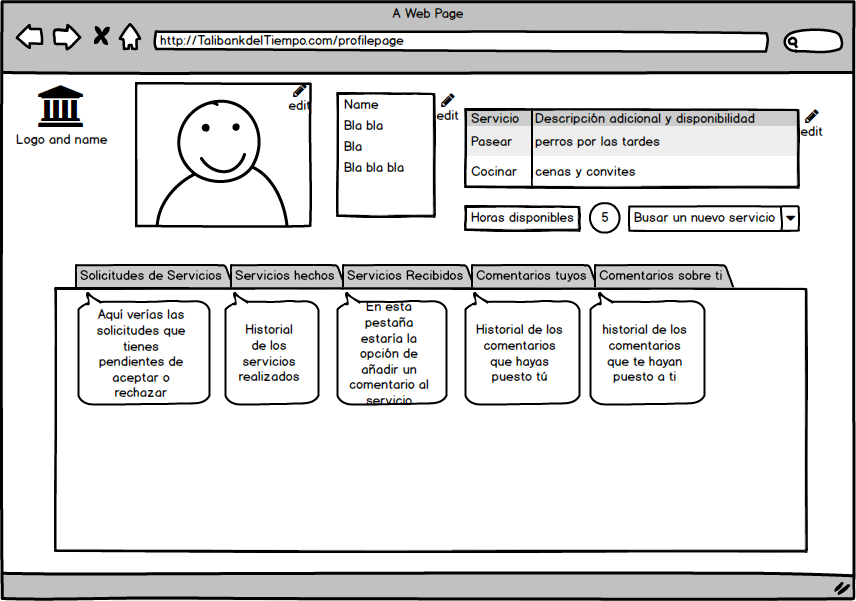 A Web Page
http://TalibankdelTiempo.com/profilepage
Logo and name
edit
Name
Bla bla
Bla
Bla bla bla
edit
Servicio Descripción adicional y disponibilidad
Pasear perros por las tardes
Cocinar cenas y convites
edit
Horas disponibles 5 Busar un nuevo servicio
Solicitudes de Servicios Servicios hechos Servicios Recibidos Comentarios tuyos Comentarios sobre ti
Aquí verías las
solicitudes que
tienes
pendientes de
aceptar o
rechazar
Historial
de los
servicios
realizados
En esta
pestaña
estaría la
opción de
añadir un
comentario al
servicio
Historial de los
comentarios
que hayas
puesto tú
historial de los
comentarios
que te hayan
puesto a ti